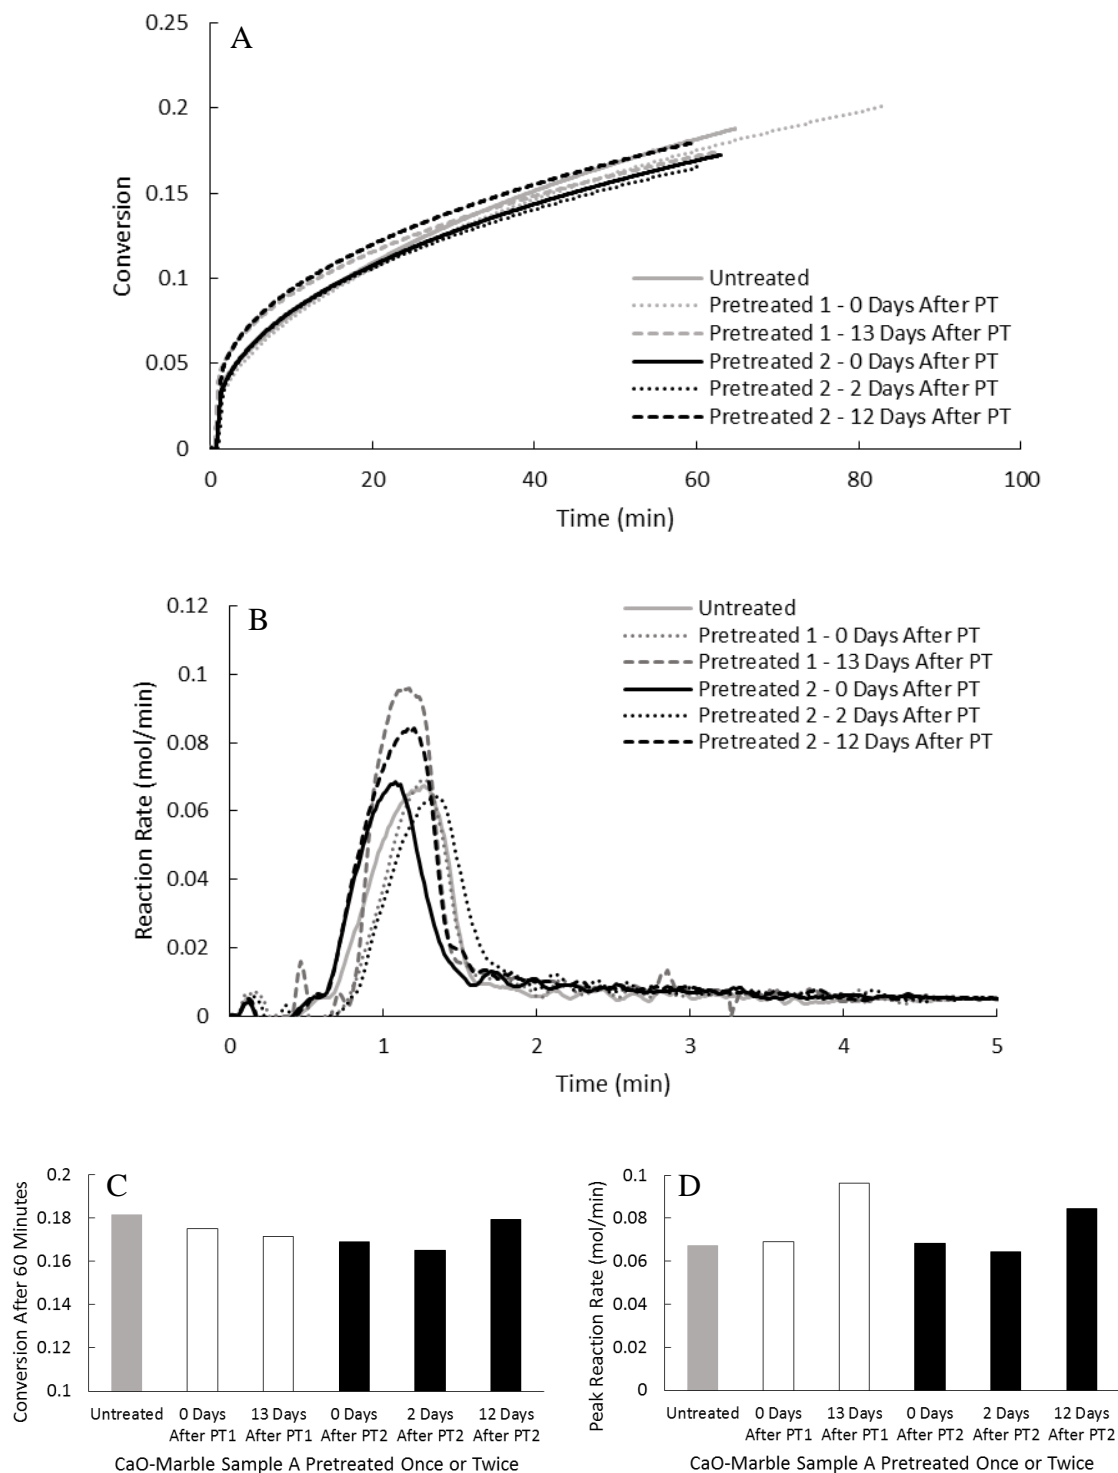 A
0.25
0.2
0.15
0.1
0.05
0
Conversion
0 20 40 60 80 100
Time (min)
Untreated
Pretreated 1 - 0 Days After PT
Pretreated 1 - 13 Days After PT
Pretreated 2 - 0 Days After PT
Pretreated 2 - 2 Days After PT
Pretreated 2 - 12 Days After PT
B
0.12
0.1
0.08
0.06
0.04
0.02
0
Reaction Rate (mol/min)
0 1 2 3 4 5
Time (min)
Untreated
Pretreated 1 - 0 Days After PT
Pretreated 1 - 13 Days After PT
Pretreated 2 - 0 Days After PT
Pretreated 2 - 2 Days After PT
Pretreated 2 - 12 Days After PT
C
0.2
0.18
0.16
0.14
0.12
0.1
Conversion After 60 Minutes
Untreated 0 Days 13 Days 0 Days 2 Days 12 Days
After PT1 After PT1 After PT2 After PT2 After PT2
CaO-Marble Sample A Pretreated Once or Twice
D
0.1
0.08
0.06
0.04
0.02
0
Peak Reaction Rate (mol/min)
Untreated 0 Days 13 Days 0 Days 2 Days 12 Days
After PT1 After PT1 After PT2 After PT2 After PT2
CaO-Marble Sample A Pretreated Once or Twice